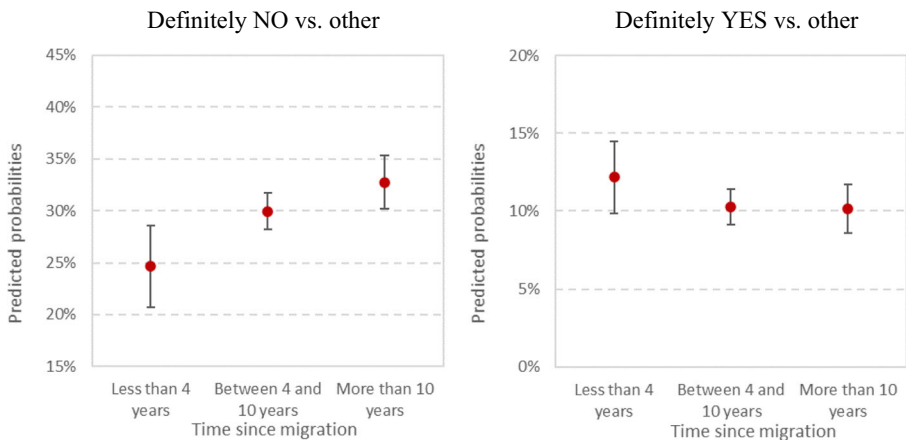 Definitely NO vs. other
45%
40%
35%
30%
25%
20%
15%
Predicted probabilities
Less than 4
years
Between 4 and
10 years
More than 10
years
Time since migration
Definitely YES vs. other
20%
15%
10%
5%
0%
Predicted probabilities
Less than 4
years
Between 4 and
10 years
More than 10
years
Time since migration